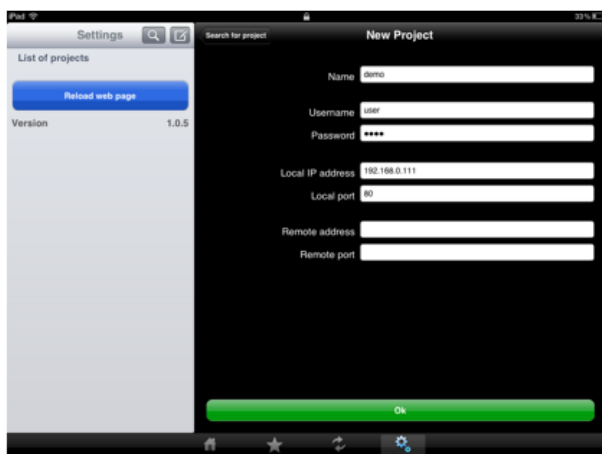 iPad 33%
Settings Search for project New Project
List of projects
Name demo
Reload web page
Username user
Version 1.0.5
Password ••••
Local IP address 192.168.0.111
Local port 80
Remote address
Remote port
Ok